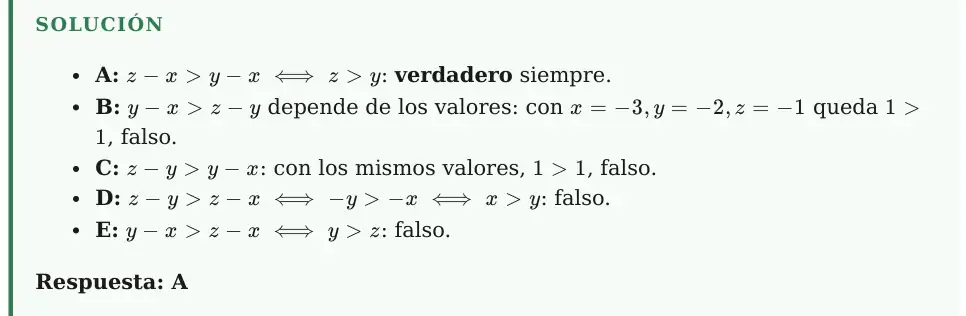 SOLUCIÓN
• A: z − x > y − x ⟺ z > y: verdadero siempre.
• B: y − x > z − y depende de los valores: con x = −3, y = −2, z = −1 queda 1 >
1, falso.
• C: z − y > y − x: con los mismos valores, 1 > 1, falso.
• D: z − y > z − x ⟺ −y > −x ⟺ x > y: falso.
• E: y − x > z − x ⟺ y > z: falso.
Respuesta: A